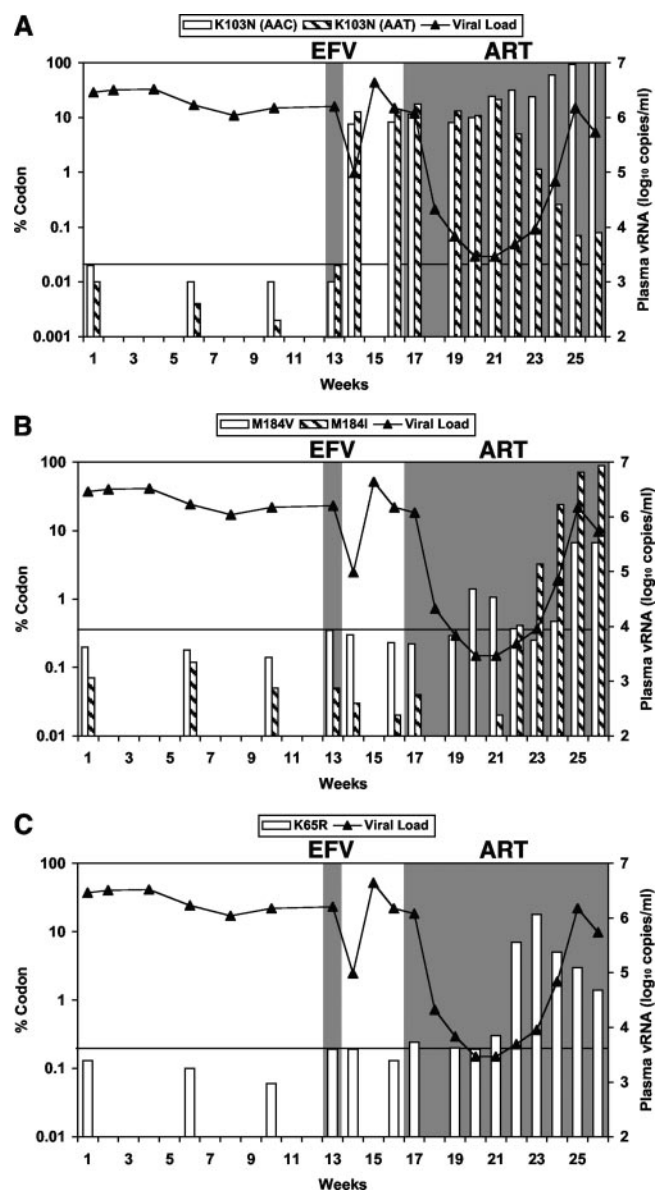 A
K103N (AAC) K103N (AAT) Viral Load
EFV ART
100 7
10 6
1 5
0.1 4
0.01 3
0.001 2
% Codon
Plasma vRNA (log₁₀ copies/ml)
1 3 5 7 9 11 13 15 17 19 21 23 25
Weeks
B
M184V M184I Viral Load
EFV ART
100 7
10 6
1 5
4
0.1 3
0.01 2
% Codon
Plasma vRNA (log₁₀ copies/ml)
1 3 5 7 9 11 13 15 17 19 21 23 25
Weeks
C
K65R Viral Load
EFV ART
100 7
10 6
1 5
4
0.1 3
0.01 2
% Codon
Plasma vRNA (log₁₀ copies/ml)
1 3 5 7 9 11 13 15 17 19 21 23 25
Weeks